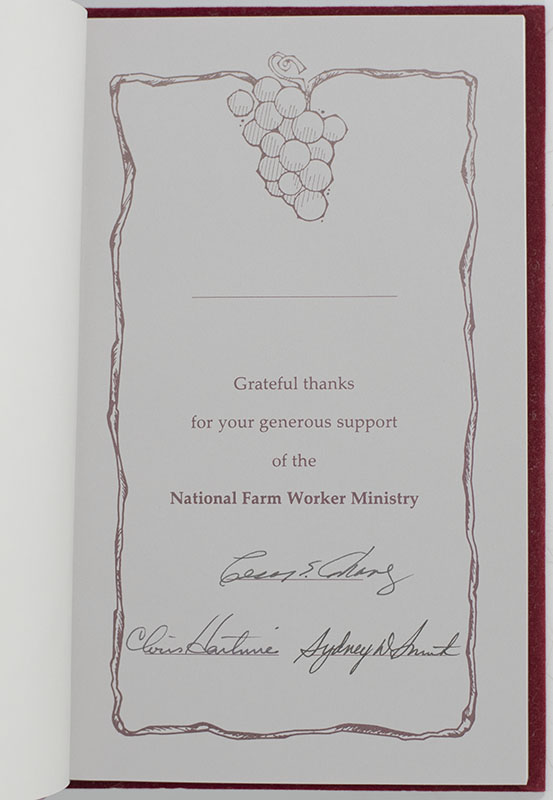 Grateful thanks
for your generous support
of the
National Farm Worker Ministry
Cesar E. Chavez
Chris Hartmire Sydney D Smith